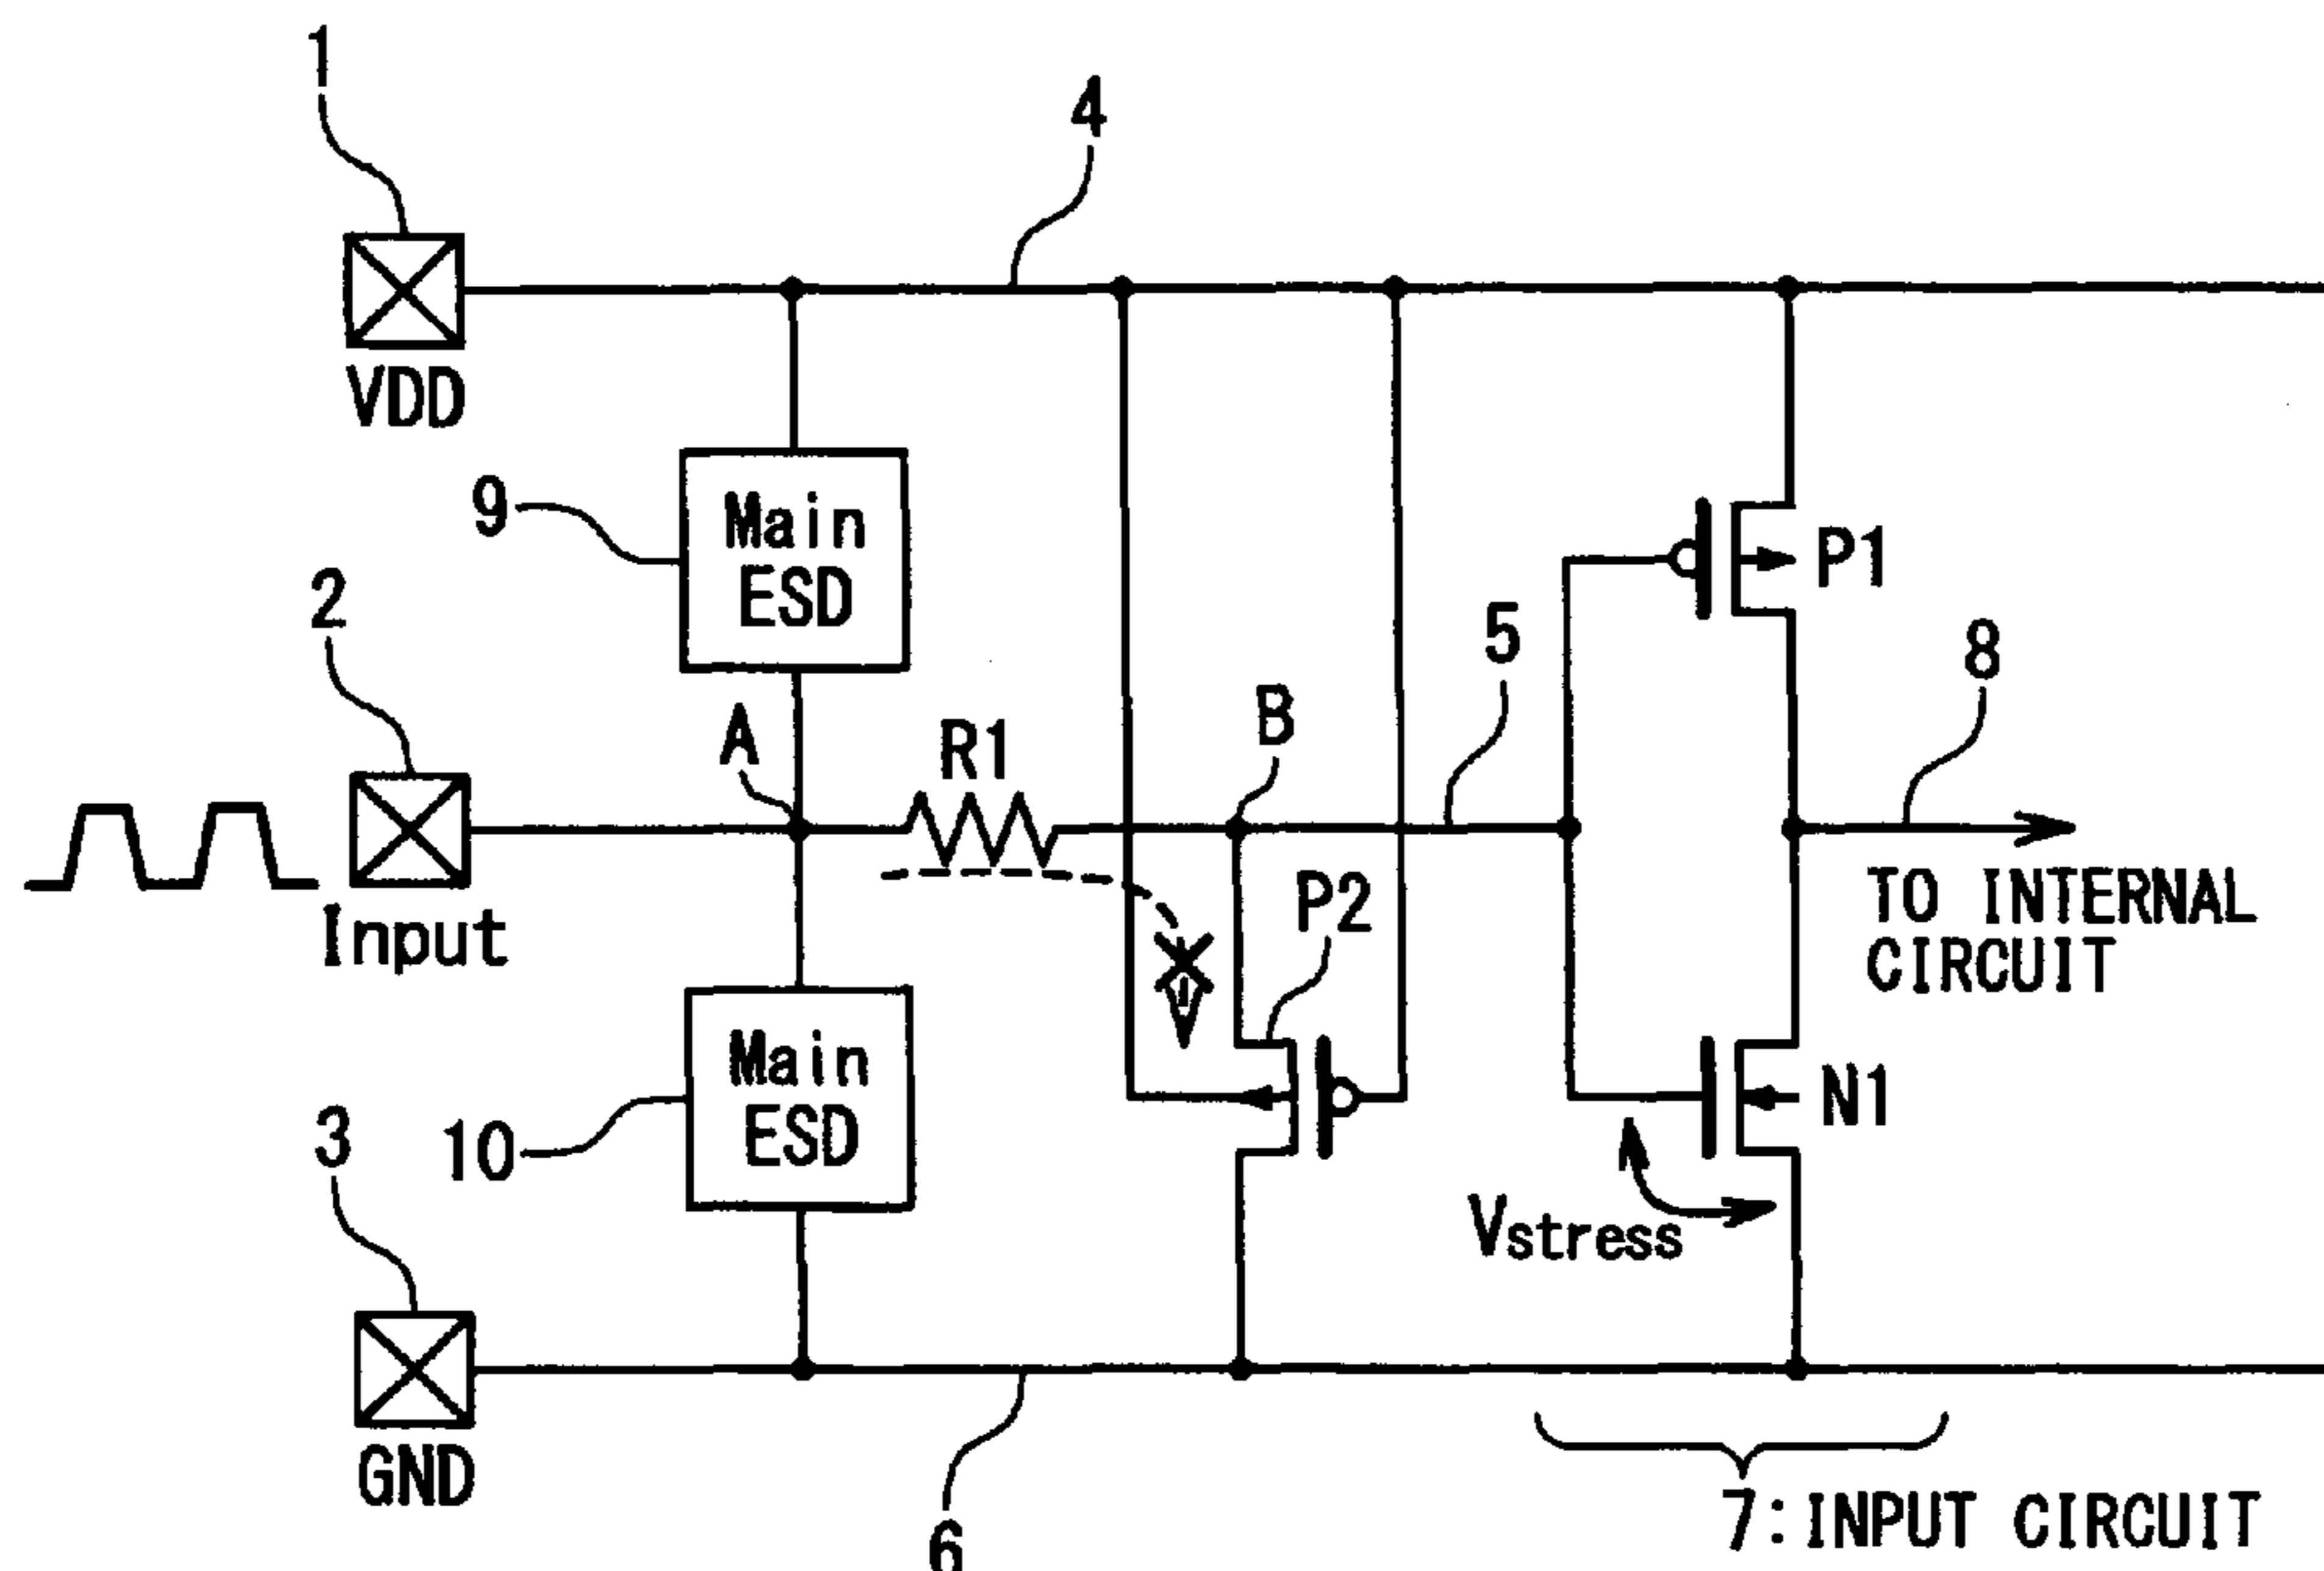 1
4
VDD
9
Main
ESD
P1
2
5
8
A
R1
B
Input
P2
TO INTERNAL
CIRCUIT
3
10
Main
ESD
N1
Vstress
GND
6
7:INPUT CIRCUIT